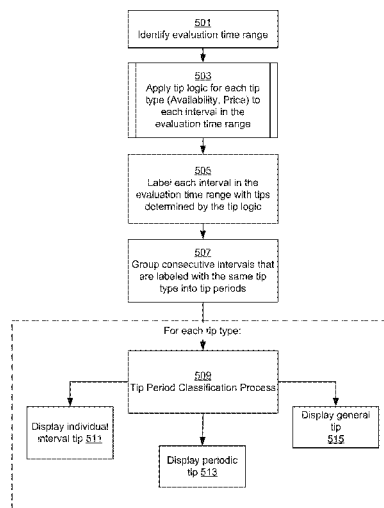 501
Identify evaluation time range
503
Apply tip logic for each tip
type (Availability, Price) to
each interval in the
evaluation time range
505
Label each interval in the
evaluation time range with tips
determined by the tip logic
507
Group consecutive intervals that
are labeled with the same tip
type into tip periods
For each tip type:
509
Tip Period Classification Process
Display individual
interval tip 511
Display periodic
tip 513
Display general
tip
515